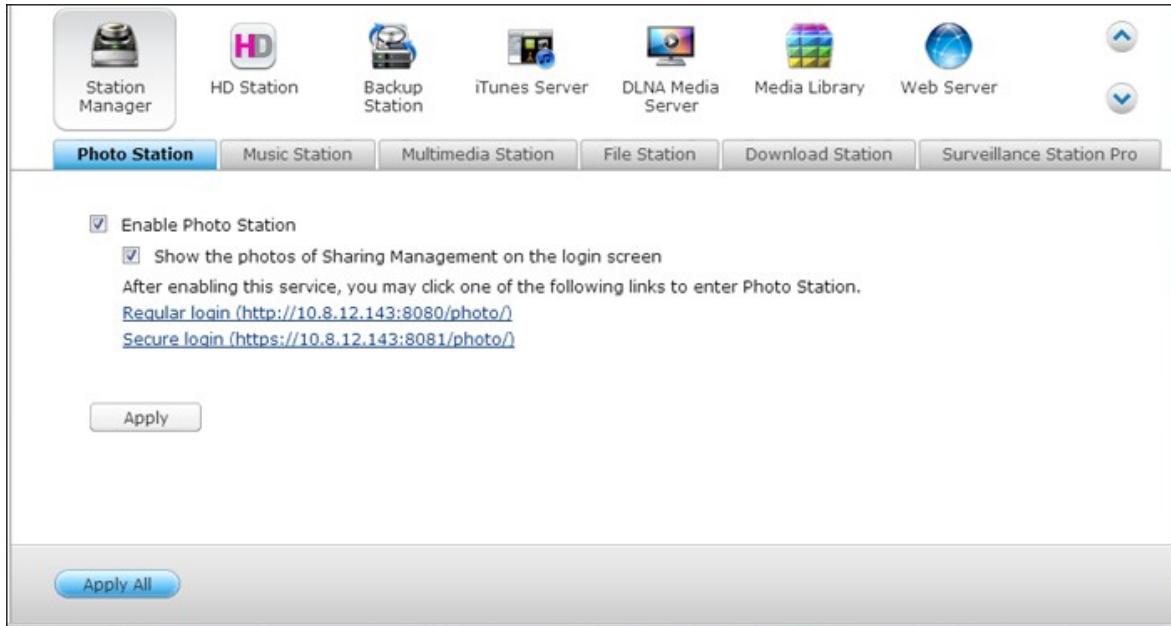 HD
Station Manager
HD Station
Backup Station
iTunes Server
DLNA Media Server
Media Library
Web Server
Photo Station
Music Station
Multimedia Station
File Station
Download Station
Surveillance Station Pro
Enable Photo Station
Show the photos of Sharing Management on the login screen
After enabling this service, you may click one of the following links to enter Photo Station.
Regular login (http://10.8.12.143:8080/photo/)
Secure login (https://10.8.12.143:8081/photo/)
Apply
Apply All